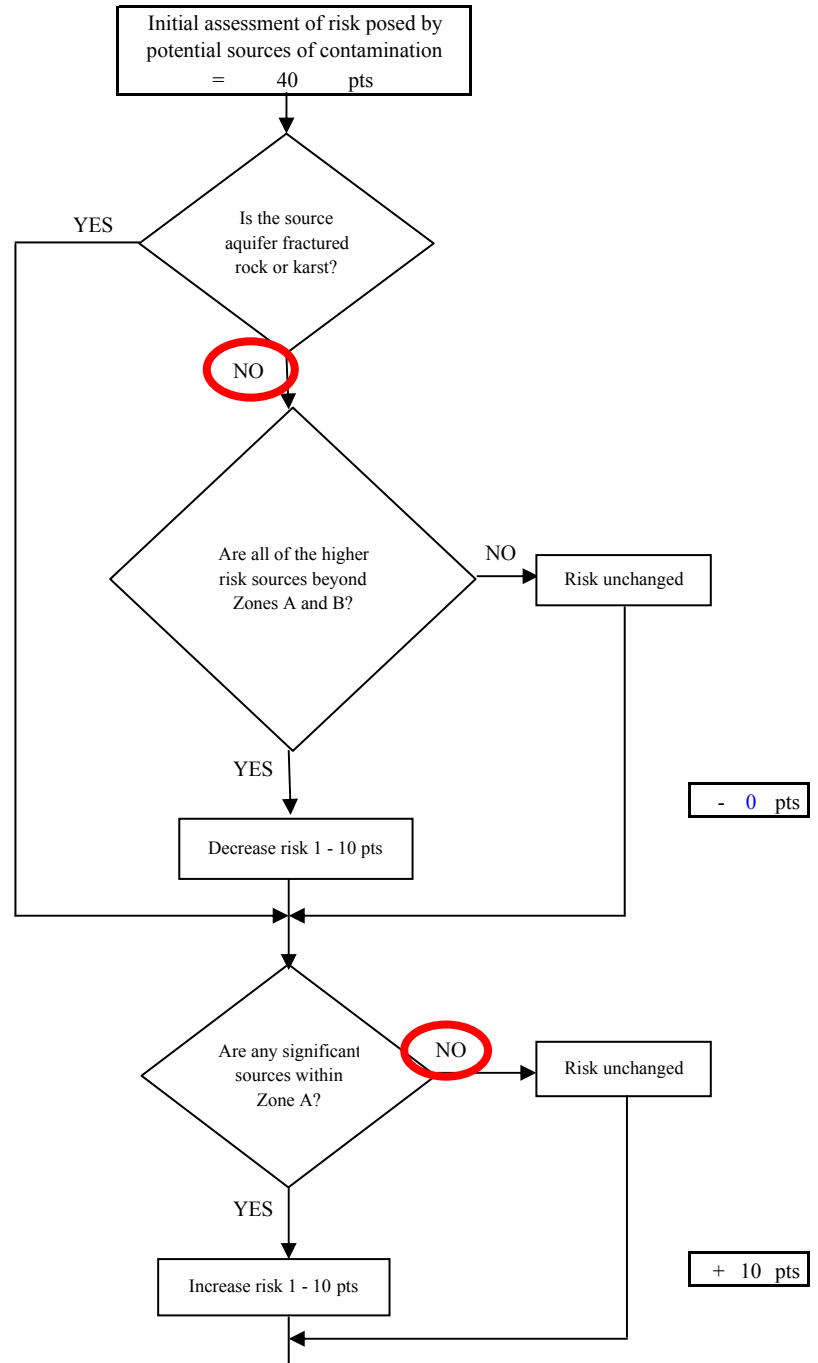 Initial assessment of risk posed by
potential sources of contamination
= 40 pts
YES
Is the source
aquifer fractured
rock or karst?
NO
Are all of the higher
risk sources beyond
Zones A and B?
NO
Risk unchanged
YES
- 0 pts
Decrease risk 1 - 10 pts
Are any significant
sources within
Zone A?
NO
Risk unchanged
YES
+ 10 pts
Increase risk 1 - 10 pts